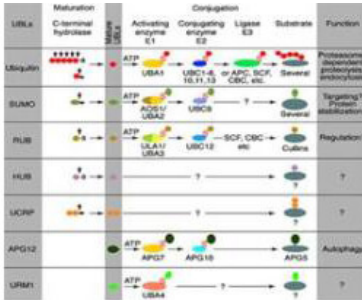 Maturation
Conjugation
UBLs
C-terminal hydrolase
Mature UBLs
Activating enzyme E1
Conjugating enzyme E2
Ligase E3
Substrate
Function
Ubiquitin
ATP
UBA1
UBC1-8, 10,11,13
or APC, SCF, CBC, etc.
Several
Proteasome dependent proteolysis endocytosis
SUMO
ATP
AOS1/ UBA2
UBC9
?
Several
Targeting? Protein stabilization?
RUB
ATP
ULA1/ UBA3
UBC12
SCF, CBC etc
Cullins
Regulation
HUB
?
?
?
UCRP
?
?
?
APG12
ATP
APG7
APG10
APG5
Autophagy
URM1
ATP
UBA4
?
?
?